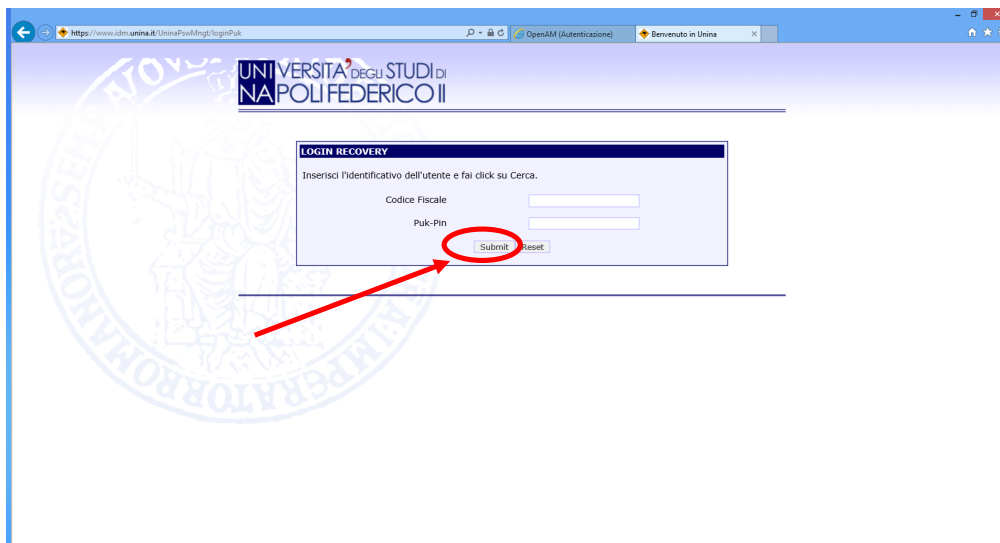 https://www.idm.unina.it/UninaPswMngt/loginPuk
OpenAM (Autenticazione)
Benvenuto in Unina
UNIVERSITA' DEGLI STUDI DI
NAPOLI FEDERICO II
LOGIN RECOVERY
Inserisci l'identificativo dell'utente e fai click su Cerca.
Codice Fiscale
Puk-Pin
Submit Reset